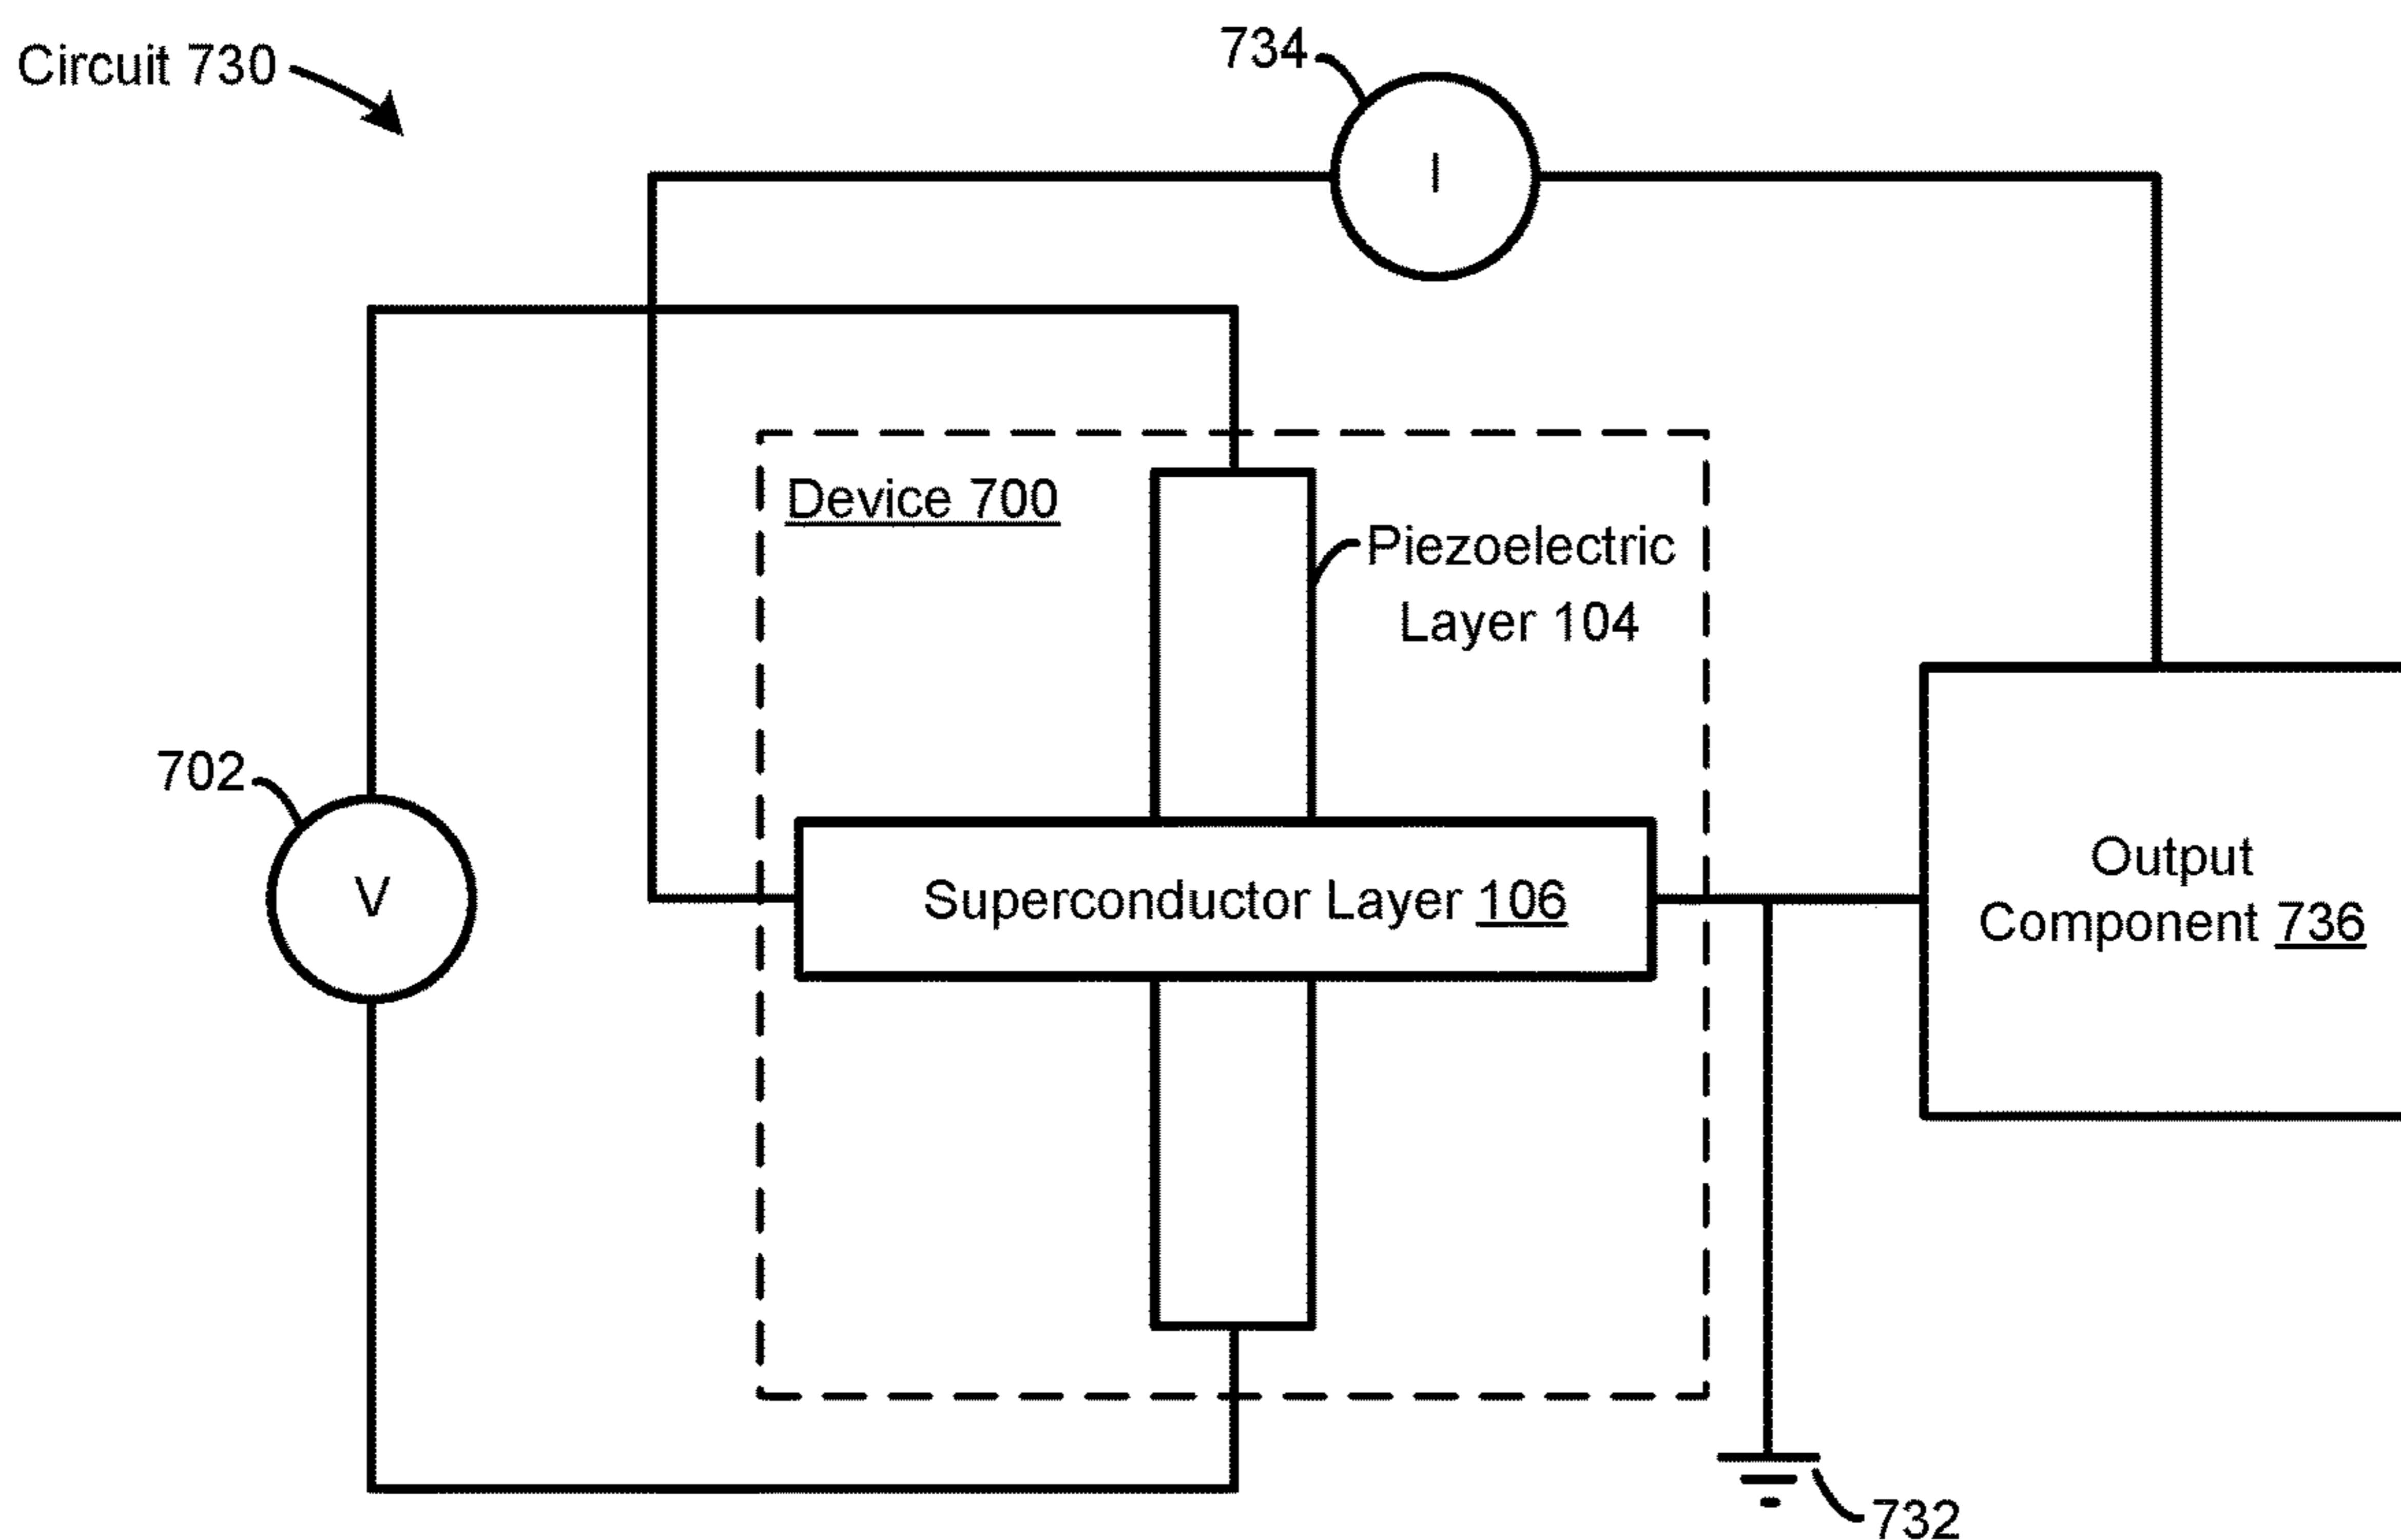 Circuit 730
734
I
Device 700
Piezoelectric
Layer 104
702
V
Superconductor Layer 106
Output
Component 736
732